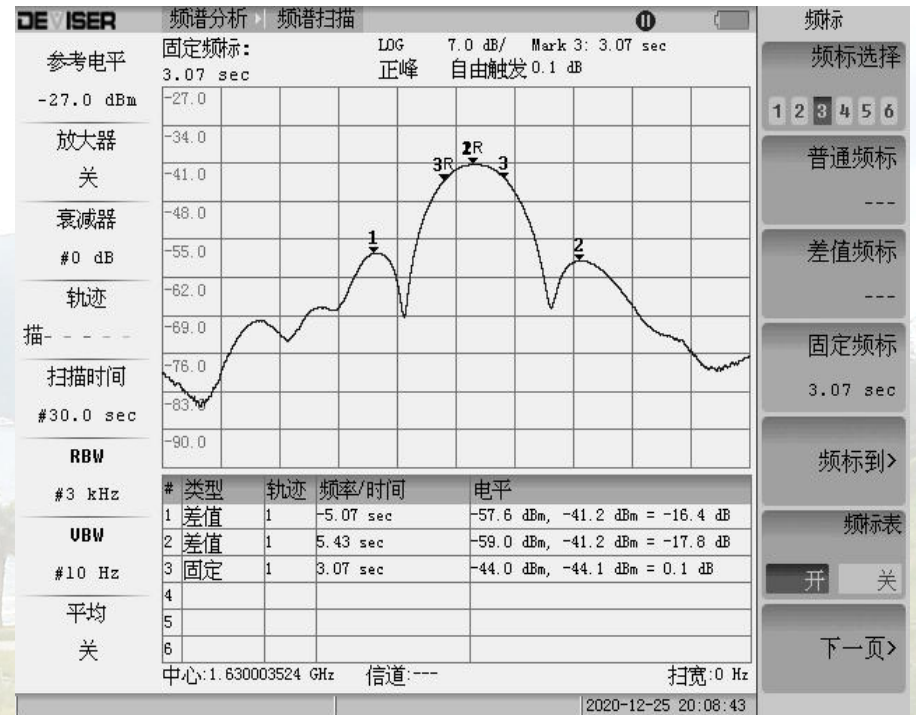 DEVISER 频谱分析 频谱扫描 频标
参考电平
-27.0 dBm
放大器
关
衰减器
#0 dB
轨迹
描- - - - -
扫描时间
#30.0 sec
RBW
#3 kHz
VBW
#10 Hz
平均
关
固定频标: LOG 7.0 dB/ Mark 3: 3.07 sec
3.07 sec 正峰 自由触发 0.1 dB
-27.0
-34.0
-41.0
-48.0
-55.0
-62.0
-69.0
-76.0
-83.0
-90.0
2R
3R 3
1 2
# 类型 轨迹 频率/时间 电平
1 差值 1 -5.07 sec -57.6 dBm, -41.2 dBm = -16.4 dB
2 差值 1 5.43 sec -59.0 dBm, -41.2 dBm = -17.8 dB
3 固定 1 3.07 sec -44.0 dBm, -44.1 dBm = 0.1 dB
4
5
6
中心:1.630003524 GHz 信道:--- 扫宽:0 Hz
2020-12-25 20:08:43
频标选择
1 2 3 4 5 6
普通频标
---
差值频标
---
固定频标
3.07 sec
频标到>
频标表
开 关
下一页>